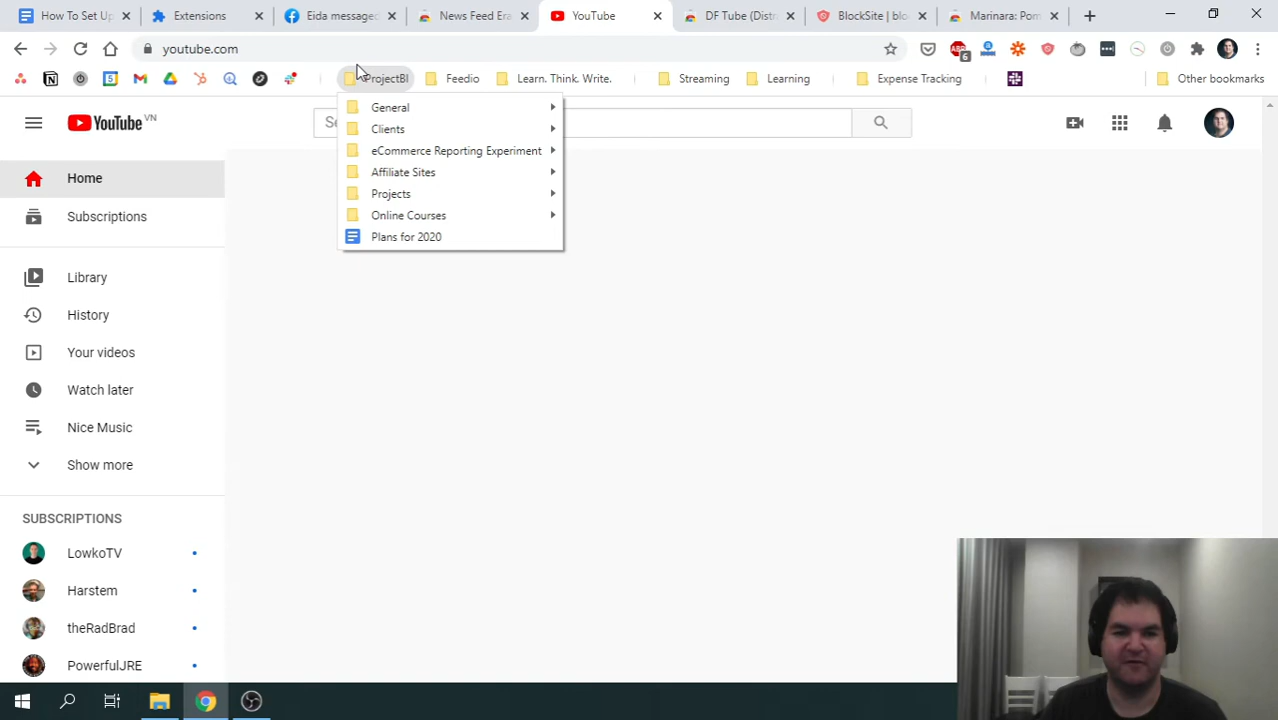 How To Set Up
Extensions
Eida message
News Feed Era
YouTube
DF Tube (Distr
BlockSite | blo
Marinara: Pom
youtube.com
6
ProjectBI
Feedio
Learn. Think. Write.
Streaming
Learning
Expense Tracking
Other bookmarks
General
Clients
eCommerce Reporting Experiment
Affiliate Sites
Projects
Online Courses
Plans for 2020
YouTube VN
Se
Home
Subscriptions
Library
History
Your videos
Watch later
Nice Music
Show more
SUBSCRIPTIONS
LowkoTV
Harstem
theRadBrad
PowerfulJRE